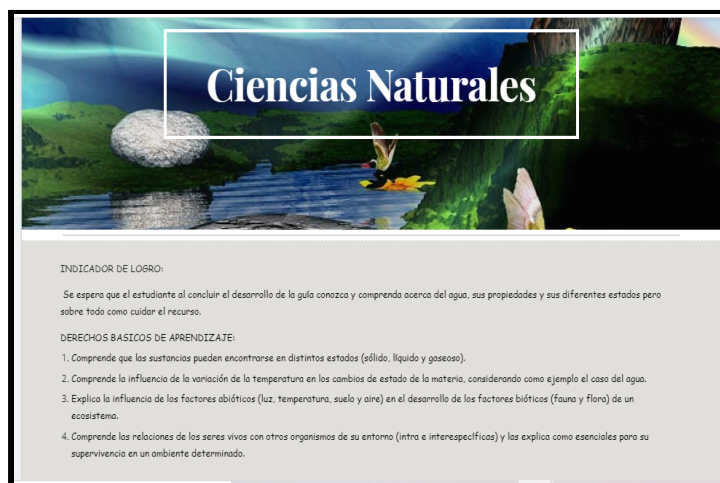 Ciencias Naturales
INDICADOR DE LOGRO:
Se espera que el estudiante al concluir el desarrollo de la guía conozca y comprenda acerca del agua, sus propiedades y sus diferentes estados pero
sobre todo como cuidar el recurso.
DERECHOS BASICOS DE APRENDIZAJE:
1. Comprende que las sustancias pueden encontrarse en distintos estados (sólido, líquido y gaseoso).
2. Comprende la influencia de la variación de la temperatura en los cambios de estado de la materia, considerando como ejemplo el caso del agua.
3. Explica la influencia de los factores abióticos (luz, temperatura, suelo y aire) en el desarrollo de los factores bióticos (fauna y flora) de un
ecosistema.
4. Comprende las relaciones de los seres vivos con otros organismos de su entorno (intra e interespecíficas) y las explica como esenciales para su
supervivencia en un ambiente determinado.